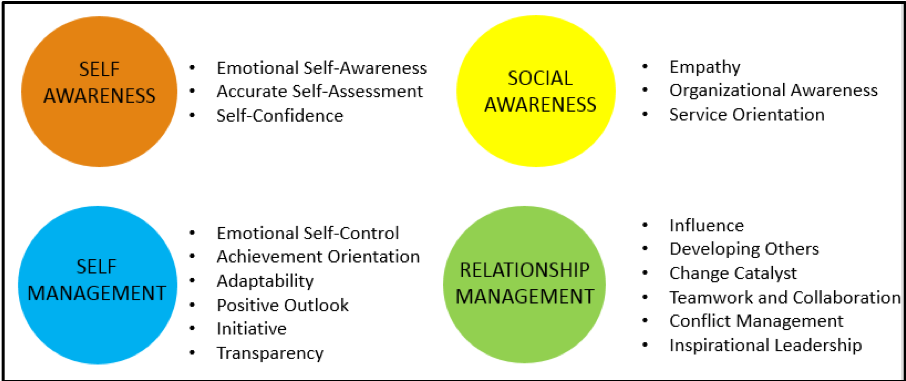 SELF
AWARENESS
• Emotional Self-Awareness
• Accurate Self-Assessment
• Self-Confidence
SOCIAL
AWARENESS
• Empathy
• Organizational Awareness
• Service Orientation
SELF
MANAGEMENT
• Emotional Self-Control
• Achievement Orientation
• Adaptability
• Positive Outlook
• Initiative
• Transparency
RELATIONSHIP
MANAGEMENT
• Influence
• Developing Others
• Change Catalyst
• Teamwork and Collaboration
• Conflict Management
• Inspirational Leadership